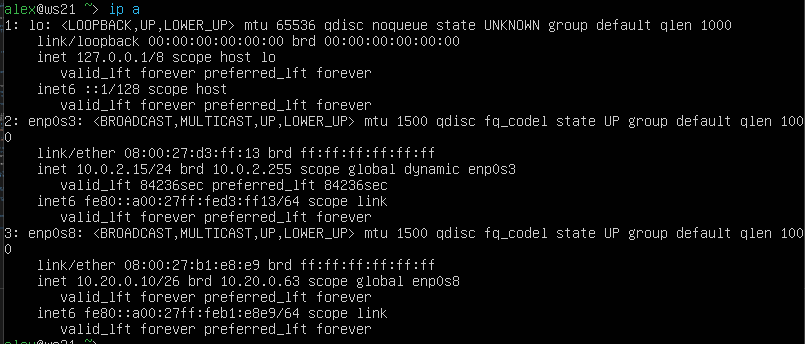 alex@ws21 ~> ip a
1: lo: <LOOPBACK,UP,LOWER_UP> mtu 65536 qdisc noqueue state UNKNOWN group default qlen 1000
    link/loopback 00:00:00:00:00:00 brd 00:00:00:00:00:00
    inet 127.0.0.1/8 scope host lo
       valid_lft forever preferred_lft forever
    inet6 ::1/128 scope host
       valid_lft forever preferred_lft forever
2: enp0s3: <BROADCAST,MULTICAST,UP,LOWER_UP> mtu 1500 qdisc fq_codel state UP group default qlen 100
0
    link/ether 08:00:27:d3:ff:13 brd ff:ff:ff:ff:ff:ff
    inet 10.0.2.15/24 brd 10.0.2.255 scope global dynamic enp0s3
       valid_lft 84236sec preferred_lft 84236sec
    inet6 fe80::a00:27ff:fed3:ff13/64 scope link
       valid_lft forever preferred_lft forever
3: enp0s8: <BROADCAST,MULTICAST,UP,LOWER_UP> mtu 1500 qdisc fq_codel state UP group default qlen 100
0
    link/ether 08:00:27:b1:e8:e9 brd ff:ff:ff:ff:ff:ff
    inet 10.20.0.10/26 brd 10.20.0.63 scope global enp0s8
       valid_lft forever preferred_lft forever
    inet6 fe80::a00:27ff:feb1:e8e9/64 scope link
       valid_lft forever preferred_lft forever
alex@ws21 ~>